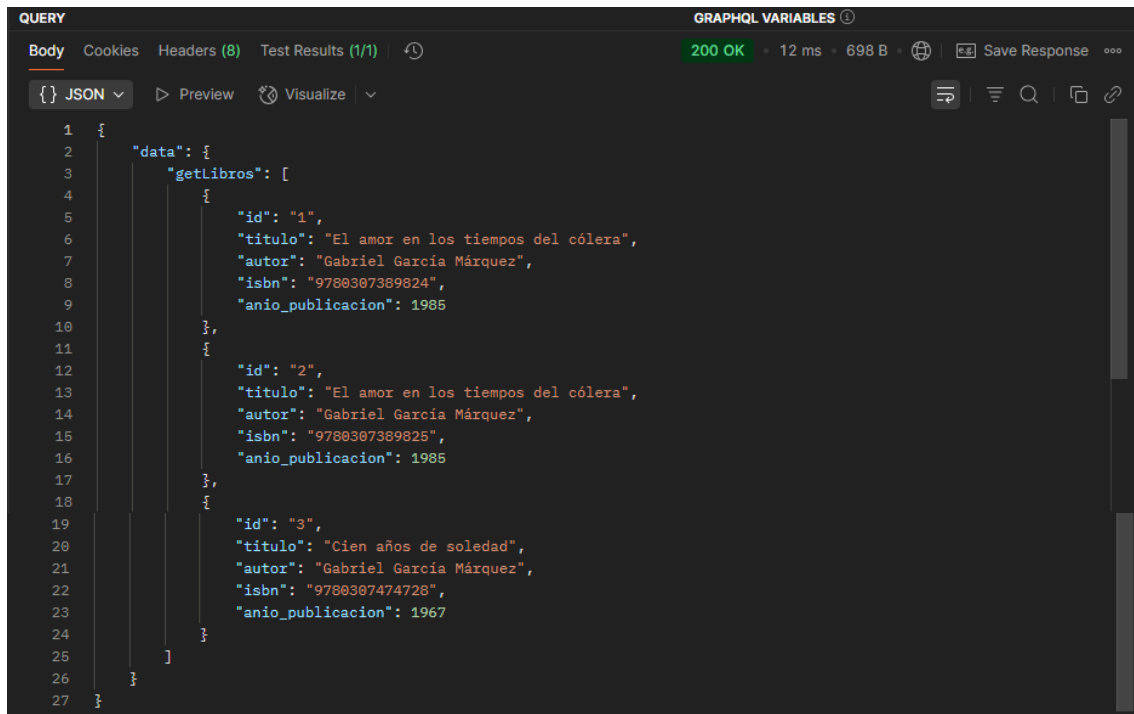 QUERY GRAPHQL VARIABLES
Body Cookies Headers (8) Test Results (1/1) 200 OK 12 ms 698 B e.g. Save Response
{} JSON Preview Visualize
1 {
2 "data": {
3 "getLibros": [
4 {
5 "id": "1",
6 "titulo": "El amor en los tiempos del cólera",
7 "autor": "Gabriel García Márquez",
8 "isbn": "9780307389824",
9 "anio_publicacion": 1985
10 },
11 {
12 "id": "2",
13 "titulo": "El amor en los tiempos del cólera",
14 "autor": "Gabriel García Márquez",
15 "isbn": "9780307389825",
16 "anio_publicacion": 1985
17 },
18 {
19 "id": "3",
20 "titulo": "Cien años de soledad",
21 "autor": "Gabriel García Márquez",
22 "isbn": "9780307474728",
23 "anio_publicacion": 1967
24 }
25 ]
26 }
27 }